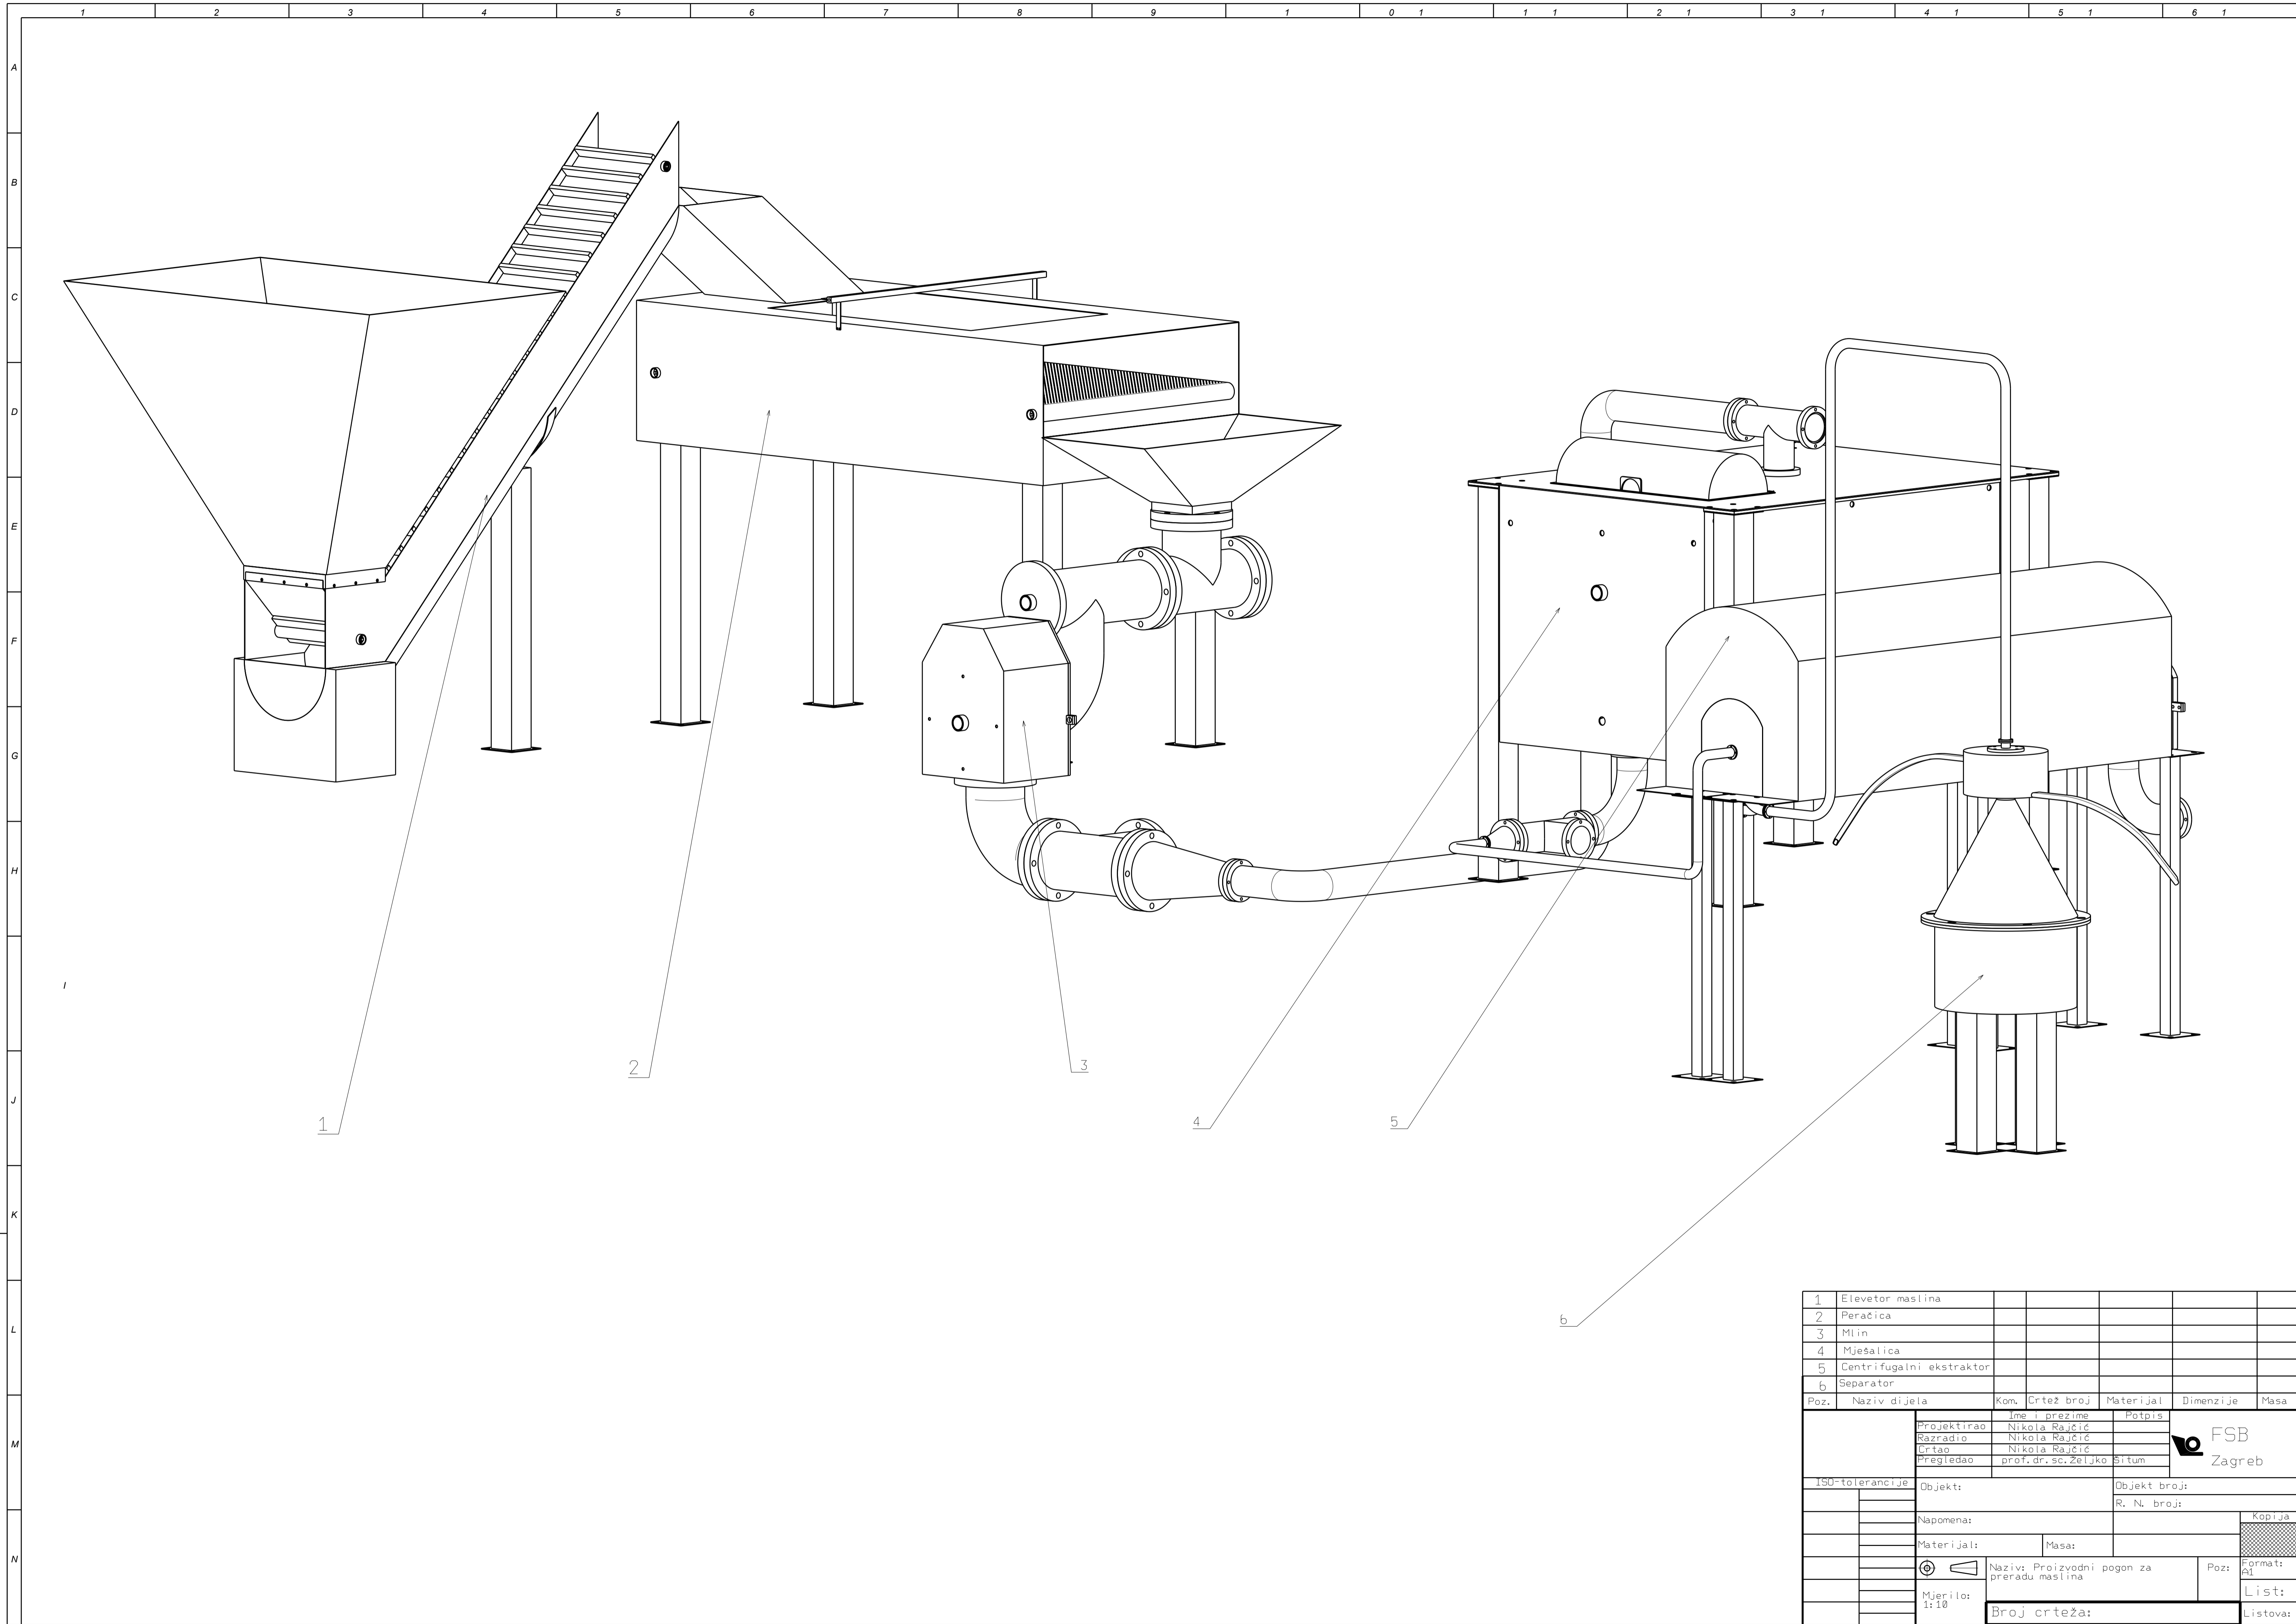 1 2 3 4 5 6 7 8 9 1 0 1 1 1 2 1 3 1 4 1 5 1 6 1
A
B
C
D
E
F
G
H
I
J
K
L
M
N
2
3
1
4
5
6
1 Elevetor maslina
2 Peračica
3 Mlin
4 Mješalica
5 Centrifugalni ekstraktor
6 Separator
Poz. Naziv dijela Kom. Crtež broj Materijal Dimenzije Masa
Ime i prezime Potpis
Projektirao Nikola Rajčić
Razradio Nikola Rajčić
Crtao Nikola Rajčić
Pregledao prof.dr.sc.Željko Šitum
FSB
Zagreb
ISO-tolerancije
Objekt:
Objekt broj:
R. N. broj:
Napomena:
Kopija
Materijal:
Masa:
Naziv: Proizvodni pogon za
preradu maslina
Poz:
Format:
A1
Mjerilo:
1:10
List:
Broj crteža:
Listova: